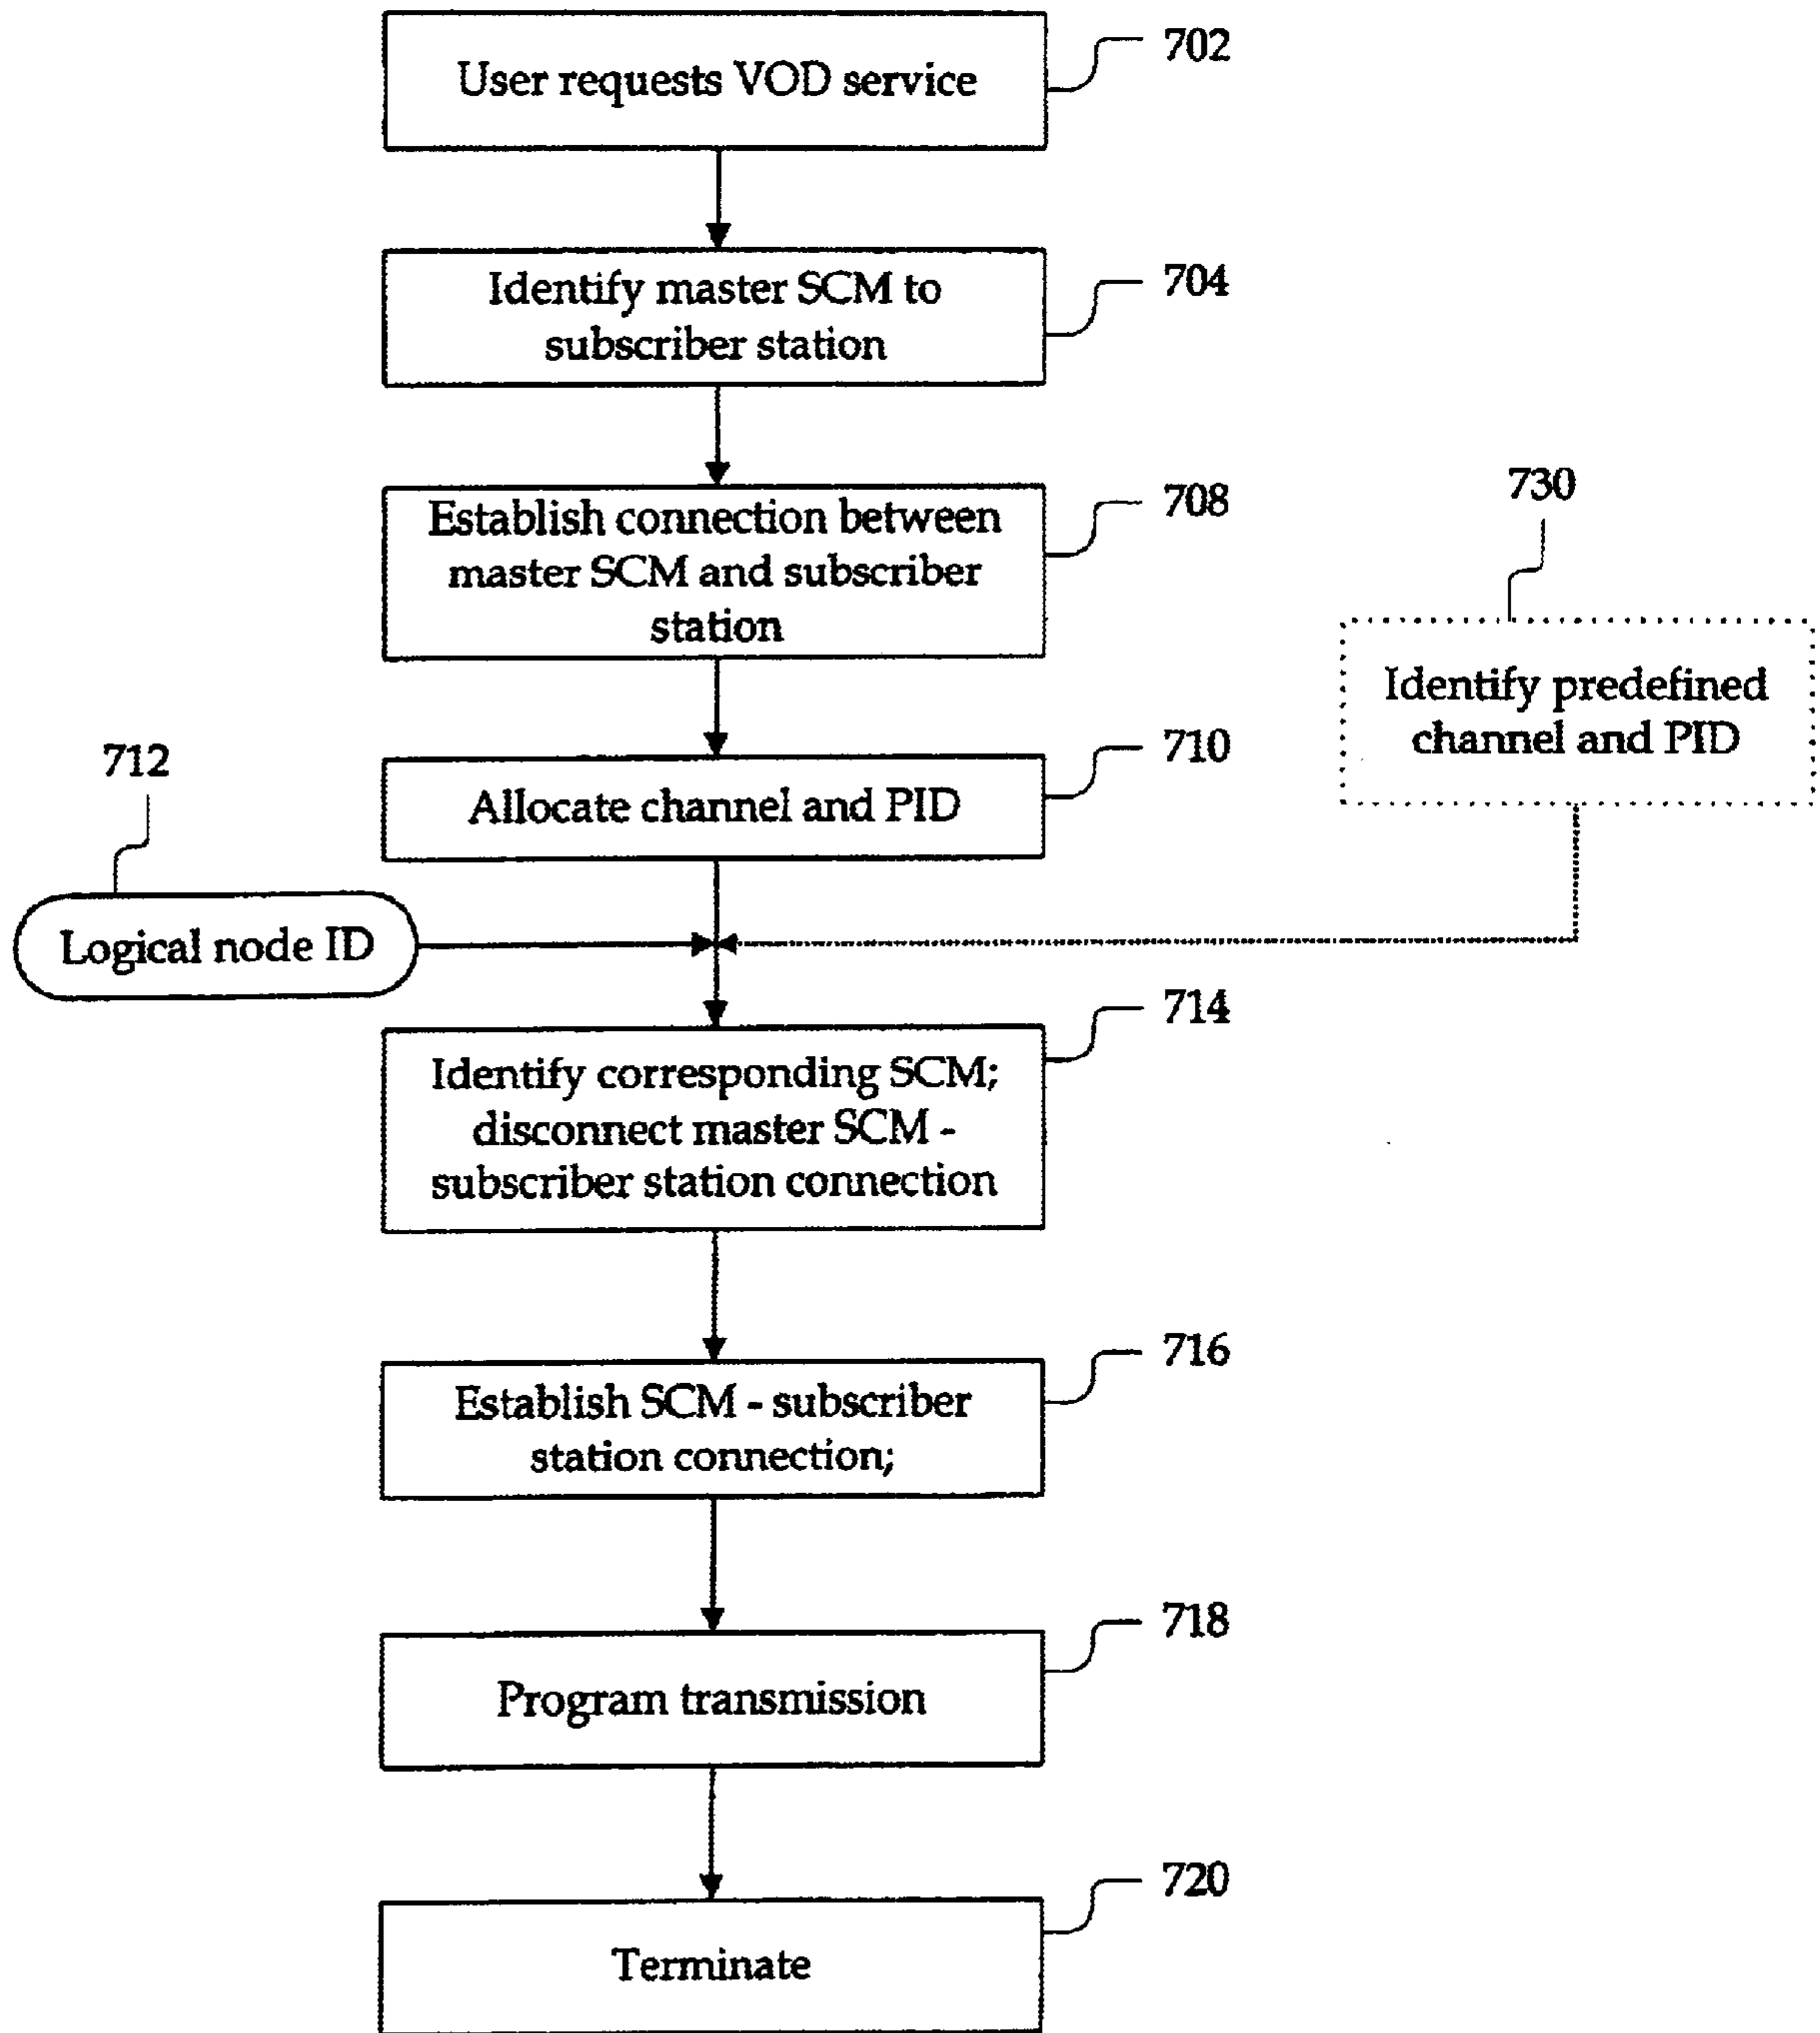 User requests VOD service
702
Identify master SCM to
subscriber station
704
Establish connection between
master SCM and subscriber
station
708
730
Identify predefined
channel and PID
Allocate channel and PID
710
712
Logical node ID
714
Identify corresponding SCM;
disconnect master SCM -
subscriber station connection
716
Establish SCM - subscriber
station connection;
718
Program transmission
720
Terminate